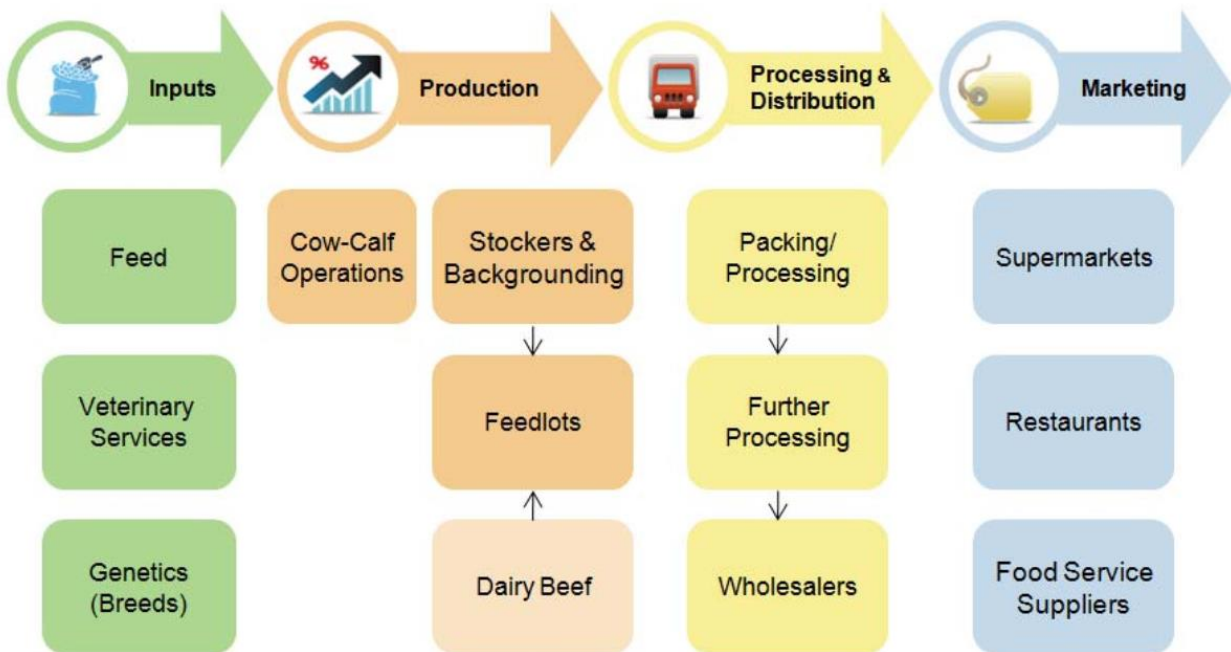 Inputs
Production
Processing &
Distribution
Marketing
Feed
Cow-Calf
Operations
Stockers &
Backgrounding
Packing/
Processing
Supermarkets
Veterinary
Services
Feedlots
Further
Processing
Restaurants
Genetics
(Breeds)
Dairy Beef
Wholesalers
Food Service
Suppliers
%